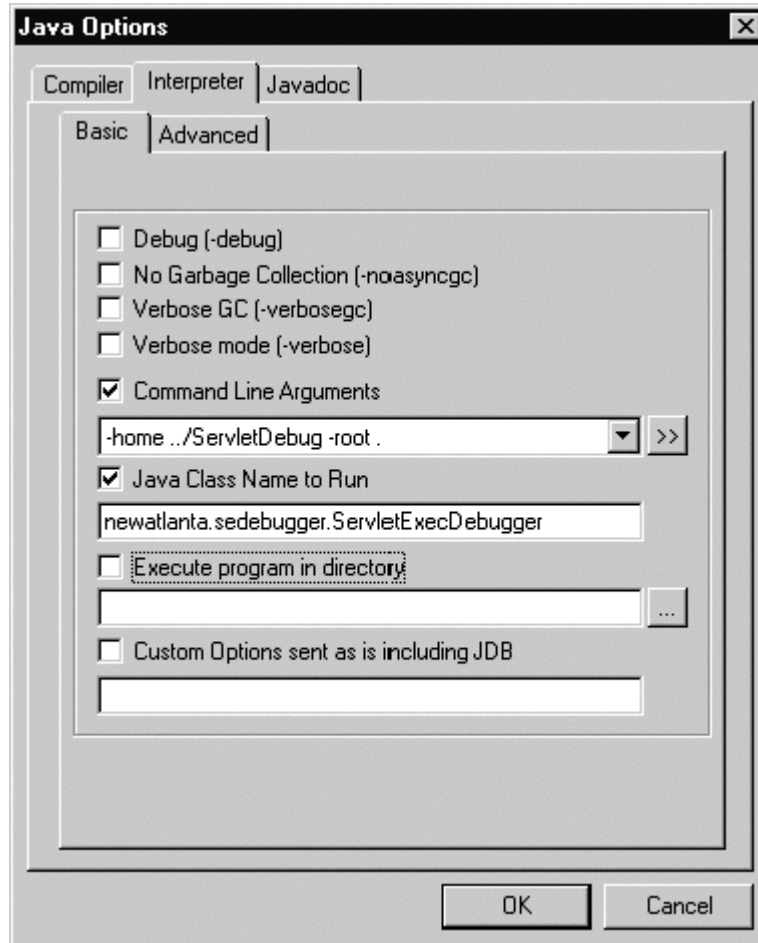 Java Options
Compiler Interpreter Javadoc
Basic Advanced
Debug (-debug)
No Garbage Collection (-noasyncgc)
Verbose GC (-verbosegc)
Verbose mode (-verbose)
Command Line Arguments
-home ../ServletDebug -root . >>
Java Class Name to Run
newatlanta.sedebugger.ServletExecDebugger
Execute program in directory
...
Custom Options sent as is including JDB
OK Cancel